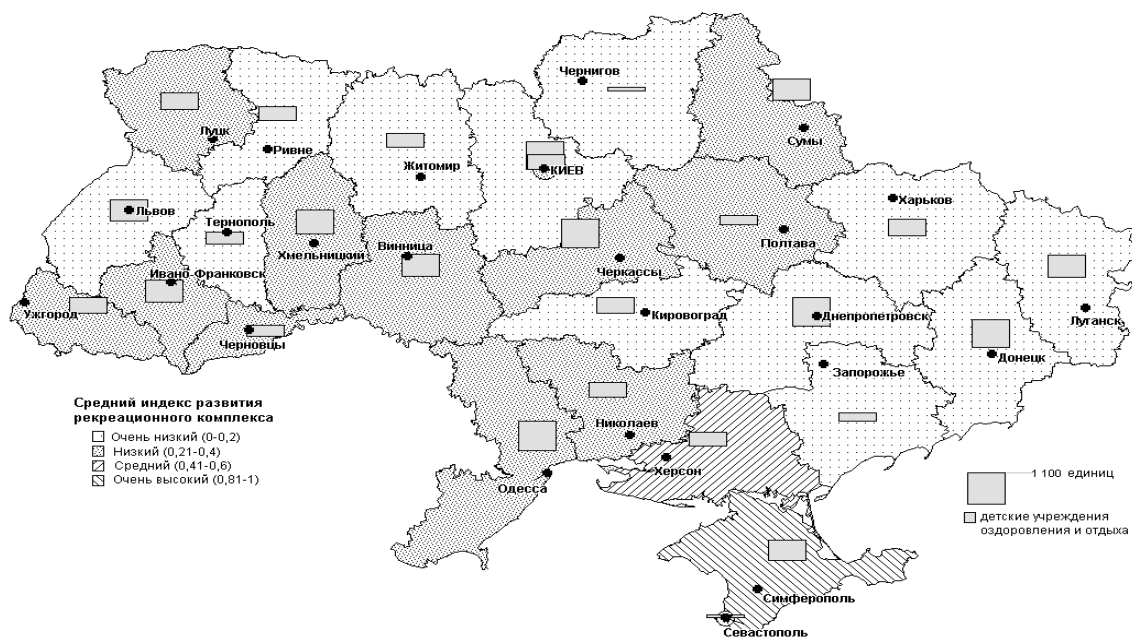 Чернигов
Луцк
Ривне
Житомир
КИЕВ
Сумы
Львов
Тернополь
Хмельницкий
Винница
Полтава
Харьков
Ивано-Франковск
Черкассы
Ужгород
Черновцы
Кировоград
Днепропетровск
Луганск
Донецк
Запорожье
Николаев
Херсон
Одесса
Симферополь
Севастополь
Средний индекс развития
рекреационного комплекса
Очень низкий (0-0,2)
Низкий (0,21-0,4)
Средний (0,41-0,6)
Очень высокий (0,81-1)
1 100 единиц
детские учреждения
оздоровления и отдыха